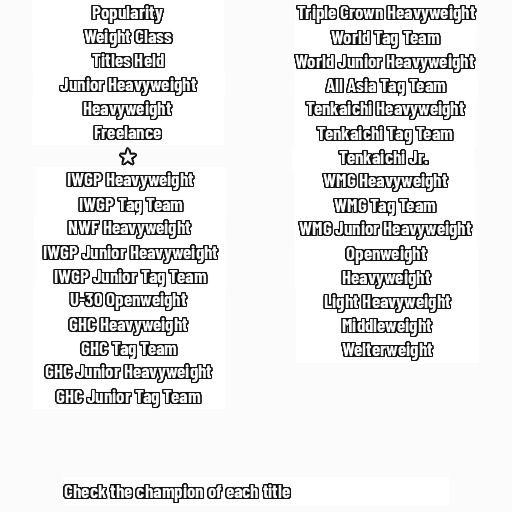 Popularity
Weight Class
Titles Held
Junior Heavyweight
Heavyweight
Freelance
★
IWGP Heavyweight
IWGP Tag Team
NWF Heavyweight
IWGP Junior Heavyweight
IWGP Junior Tag Team
U-30 Openweight
GHC Heavyweight
GHC Tag Team
GHC Junior Heavyweight
GHC Junior Tag Team
Triple Crown Heavyweight
World Tag Team
World Junior Heavyweight
All Asia Tag Team
Tenkaichi Heavyweight
Tenkaichi Tag Team
Tenkaichi Jr.
WMG Heavyweight
WMG Tag Team
WMG Junior Heavyweight
Openweight
Heavyweight
Light Heavyweight
Middleweight
Welterweight
Check the champion of each title